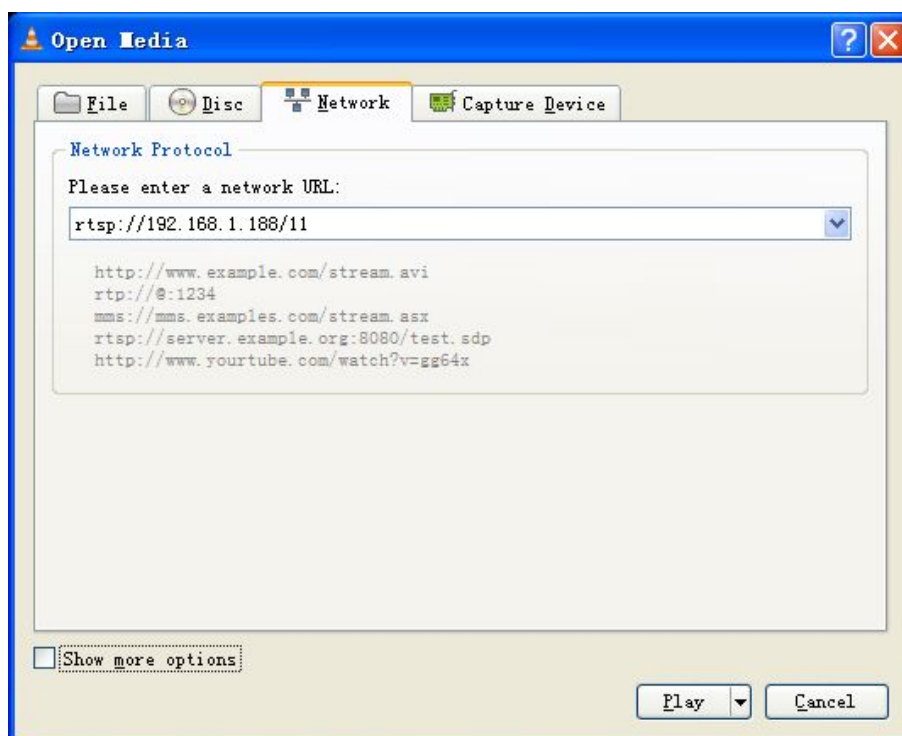 Open Media
File Disc Network Capture Device
Network Protocol
Please enter a network URL:
rtsp://192.168.1.188/11
http://www.example.com/stream.avi
rtp://@:1234
mms://mms.examples.com/stream.asx
rtsp://server.example.org:8080/test.sdp
http://www.yourtube.com/watch?v=gg64x
Show more options
Play Cancel